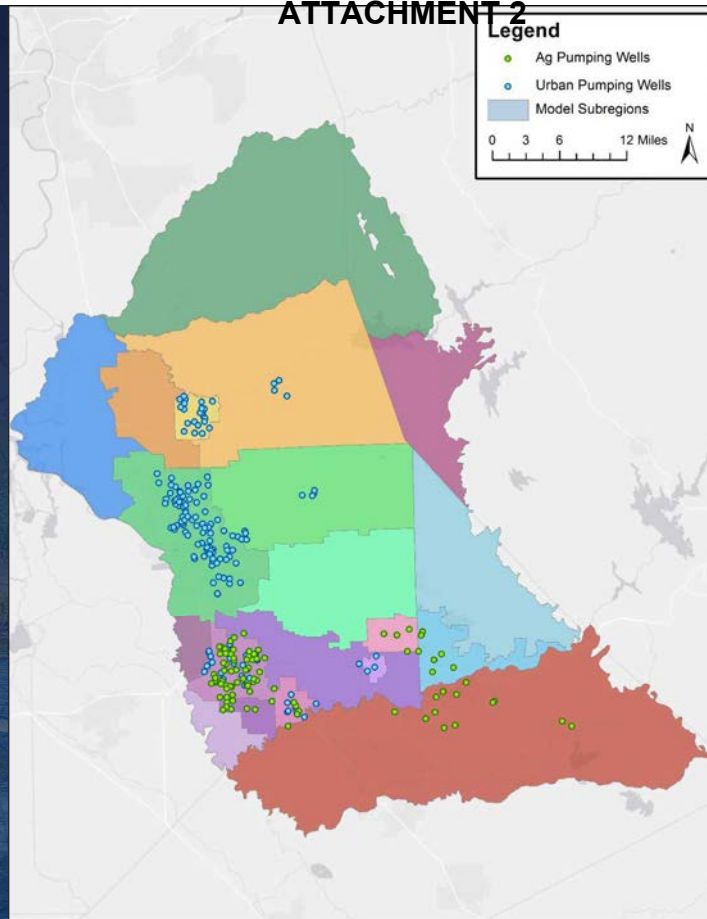 ATTACHMENT 2
Legend
Ag Pumping Wells
Urban Pumping Wells
Model Subregions
0 3 6 12 Miles
N